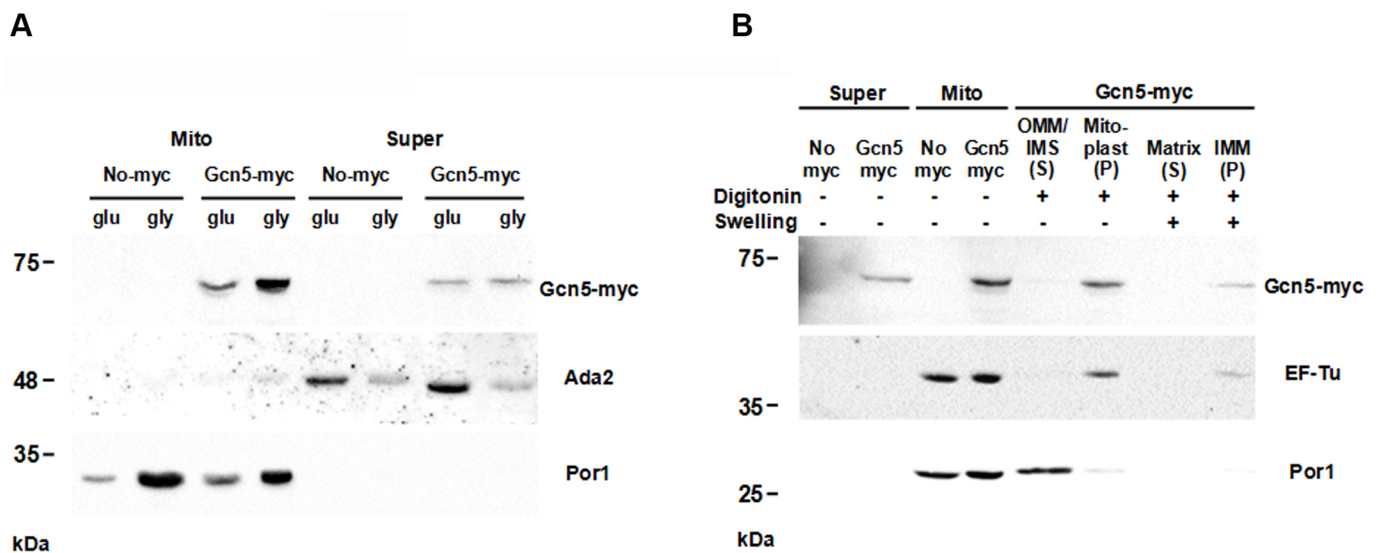 A
Mito Super
No-myc Gcn5-myc No-myc Gcn5-myc
glu gly glu gly glu gly glu gly
75
Gcn5-myc
48
Ada2
35
Por1
kDa
B
Super Mito Gcn5-myc
No myc
Gcn5 myc
No myc
Gcn5 myc
OMM/
IMS
(S)
Mito-
plast
(P)
Matrix
(S)
IMM
(P)
Digitonin - - - - + + + +
Swelling - - - - - - + +
75
Gcn5-myc
EF-Tu
35
Por1
25
kDa